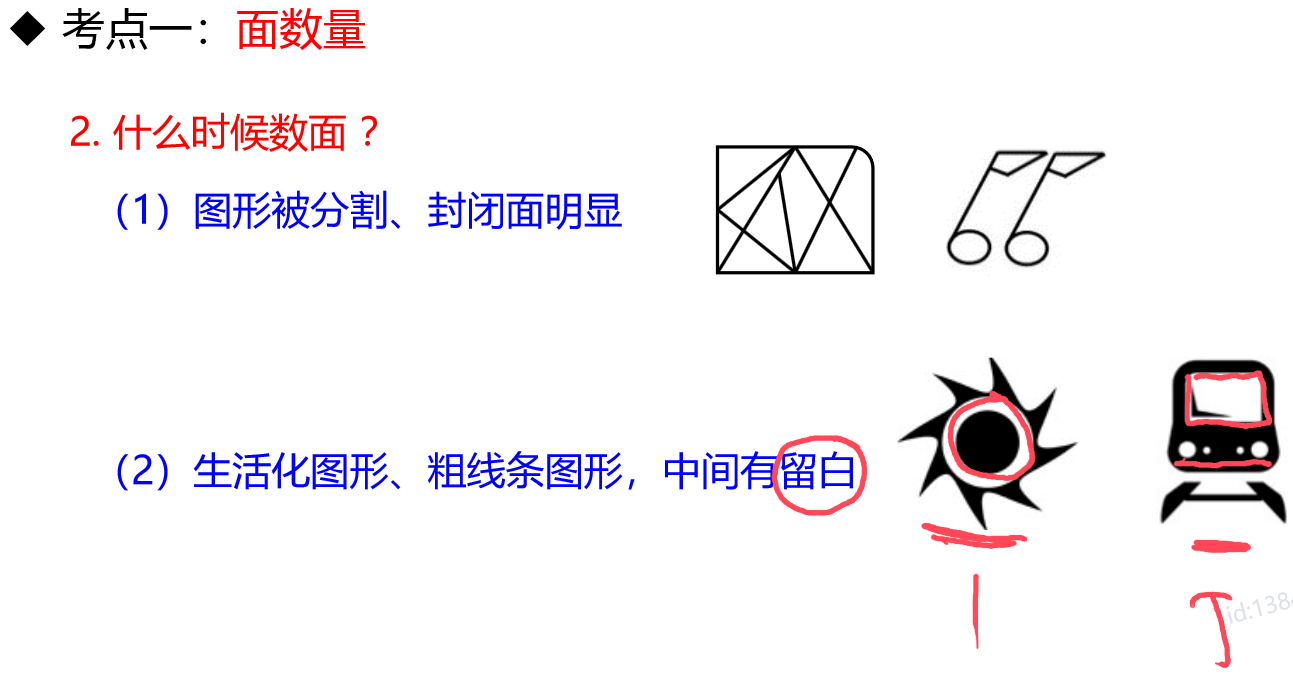 ◆ 考点一：面数量
2. 什么时候数面？
（1）图形被分割、封闭面明显
（2）生活化图形、粗线条图形，中间有留白
1
id:138